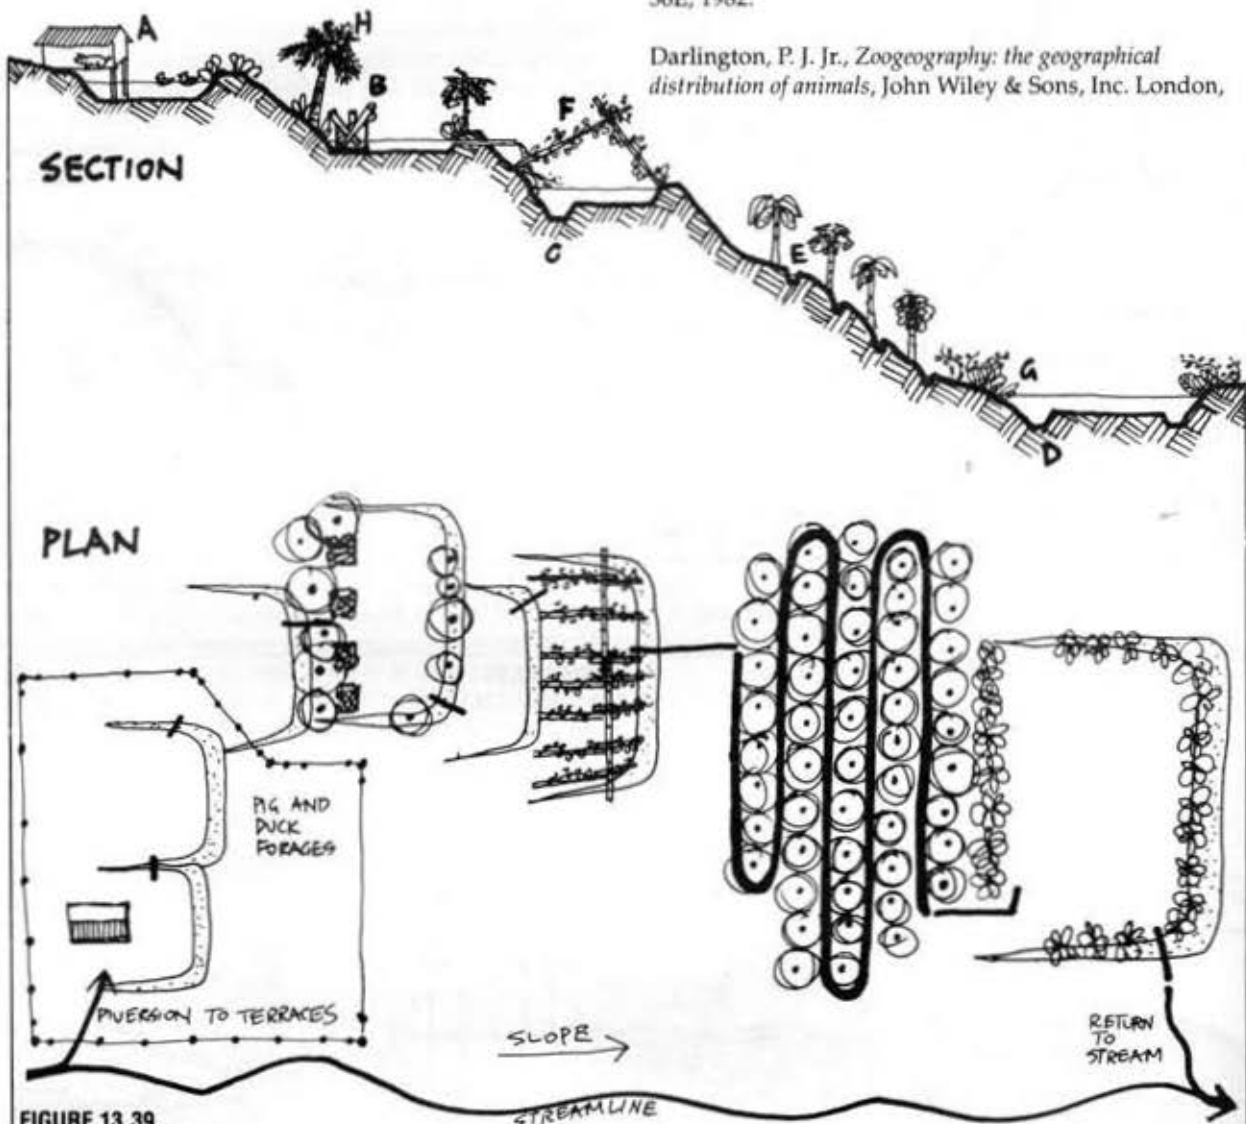 Darlington, P. J. Jr., Zoogeography: the geographical
distribution of animals, John Wiley & Sons, Inc. London,
A
H
B
F
SECTION
C
E
G
D
PLAN
PIG AND
DUCK
FORAGES
DIVERSION TO TERRACES
SLOPE
RETURN
TO
STREAM
STREAMLINE
FIGURE 13.39